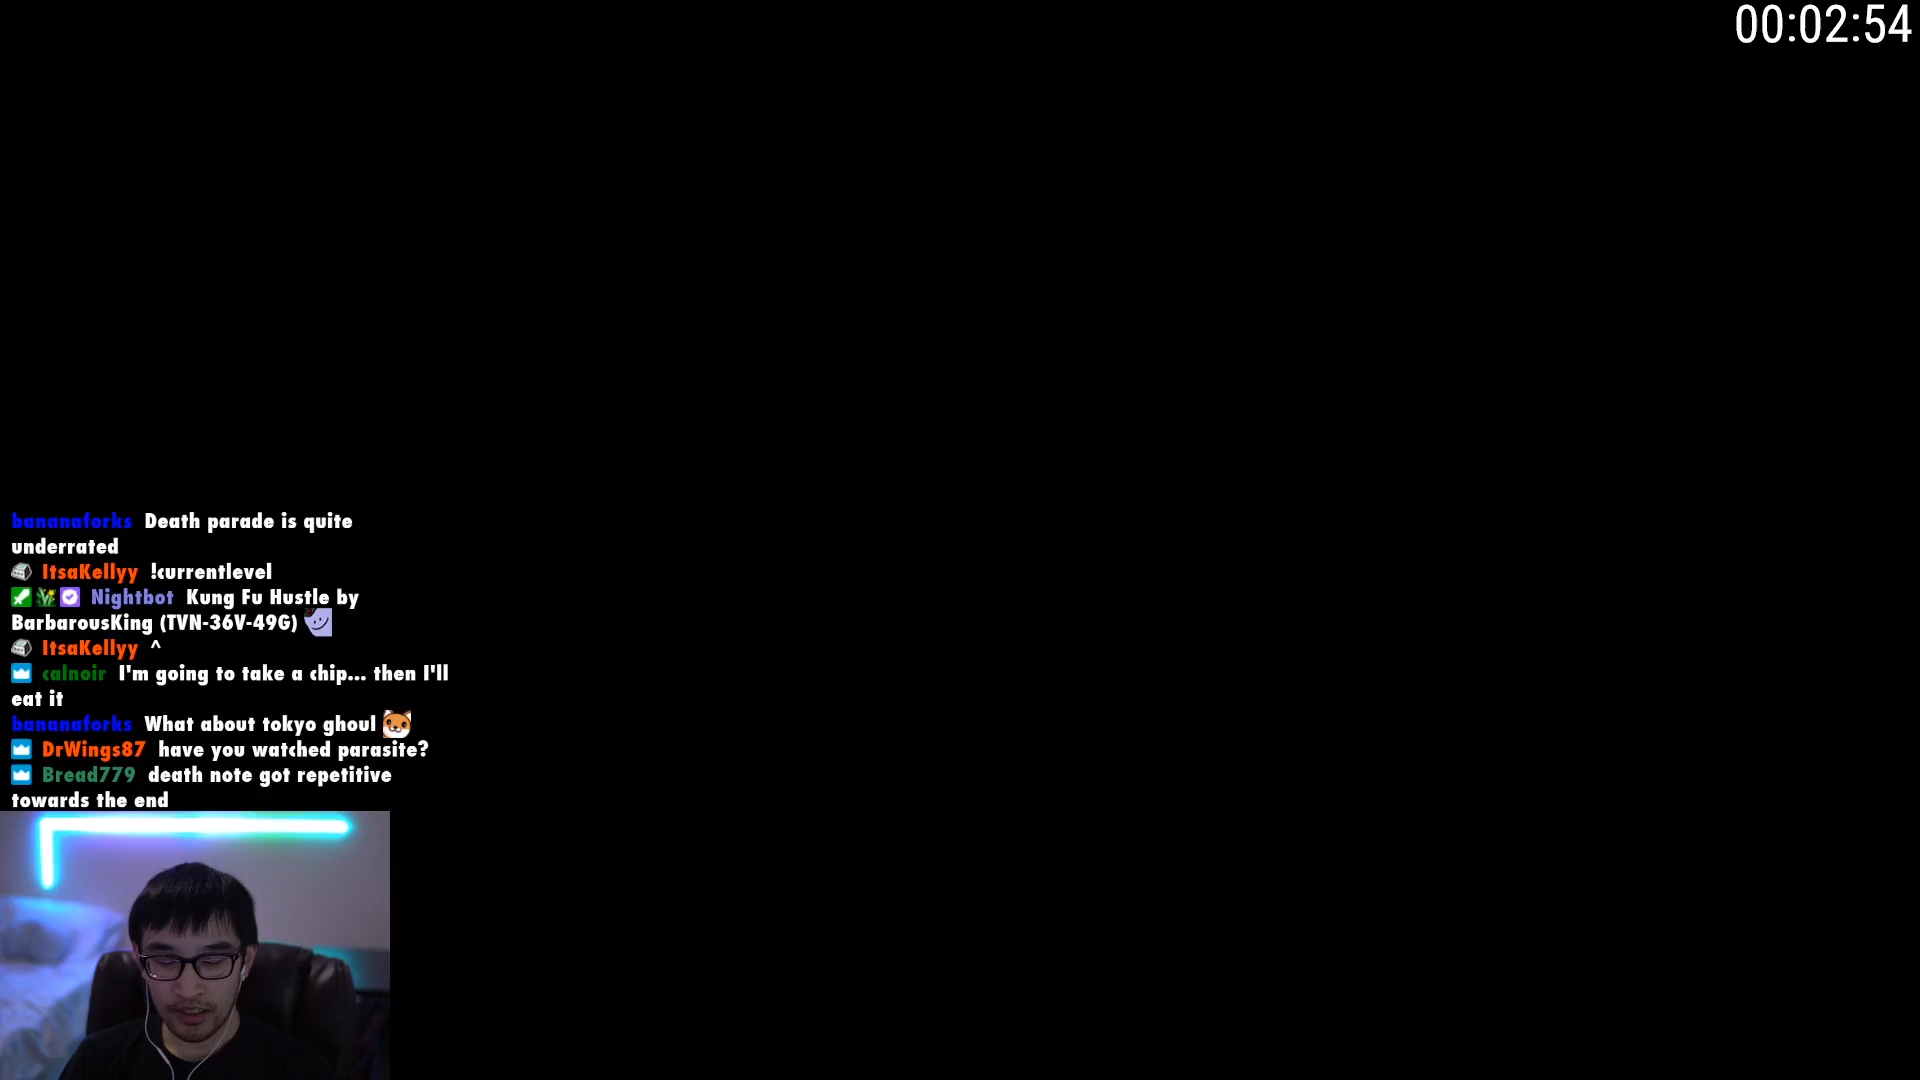 00:02:54
bananaforks Death parade is quite
underrated
ItsaKellyy !currentlevel
Nightbot Kung Fu Hustle by
BarbarousKing (TVN-36V-49G)
ItsaKellyy ^
calnoir I'm going to take a chip... then I'll
eat it
bananaforks What about tokyo ghoul
DrWings87 have you watched parasite?
Bread779 death note got repetitive
towards the end